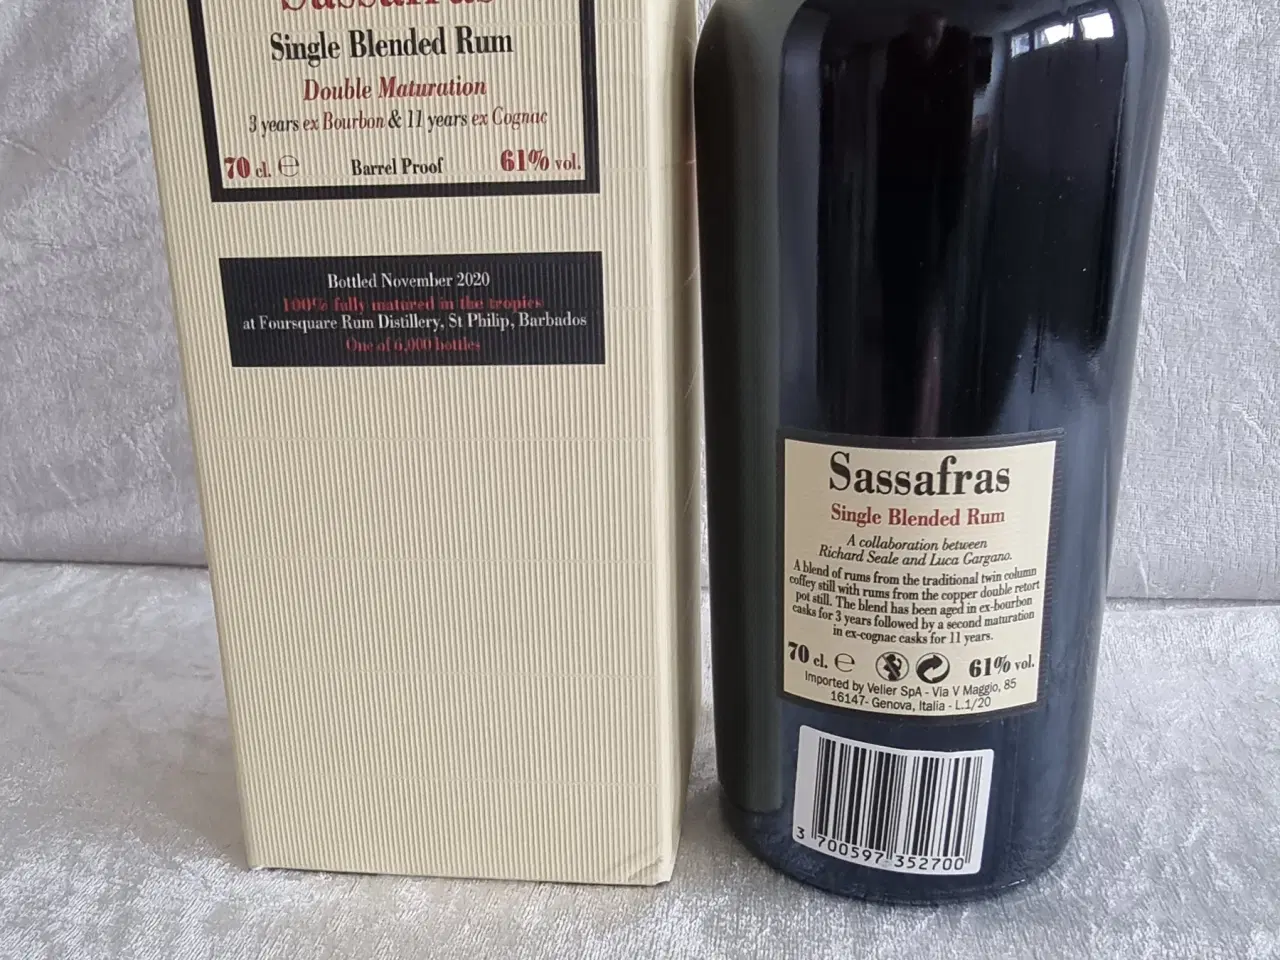 Sassafras
Single Blended Rum
Double Maturation
3 years ex Bourbon & 11 years ex Cognac
70 cl. ℮ Barrel Proof 61% vol.
Bottled November 2020
100% fully matured in the tropics
at Foursquare Rum Distillery, St Philip, Barbados
One of 6,000 bottles
Sassafras
Single Blended Rum
A collaboration between
Richard Seale and Luca Gargano.
A blend of rums from the traditional twin column
coffey still with rums from the copper double retort
pot still. The blend has been aged in ex-bourbon
casks for 3 years followed by a second maturation
in ex-cognac casks for 11 years.
70 cl. ℮ 61% vol.
Imported by Velier SpA - Via V Maggio, 85
16147- Genova, Italia - L.1/20
3 700597 352700